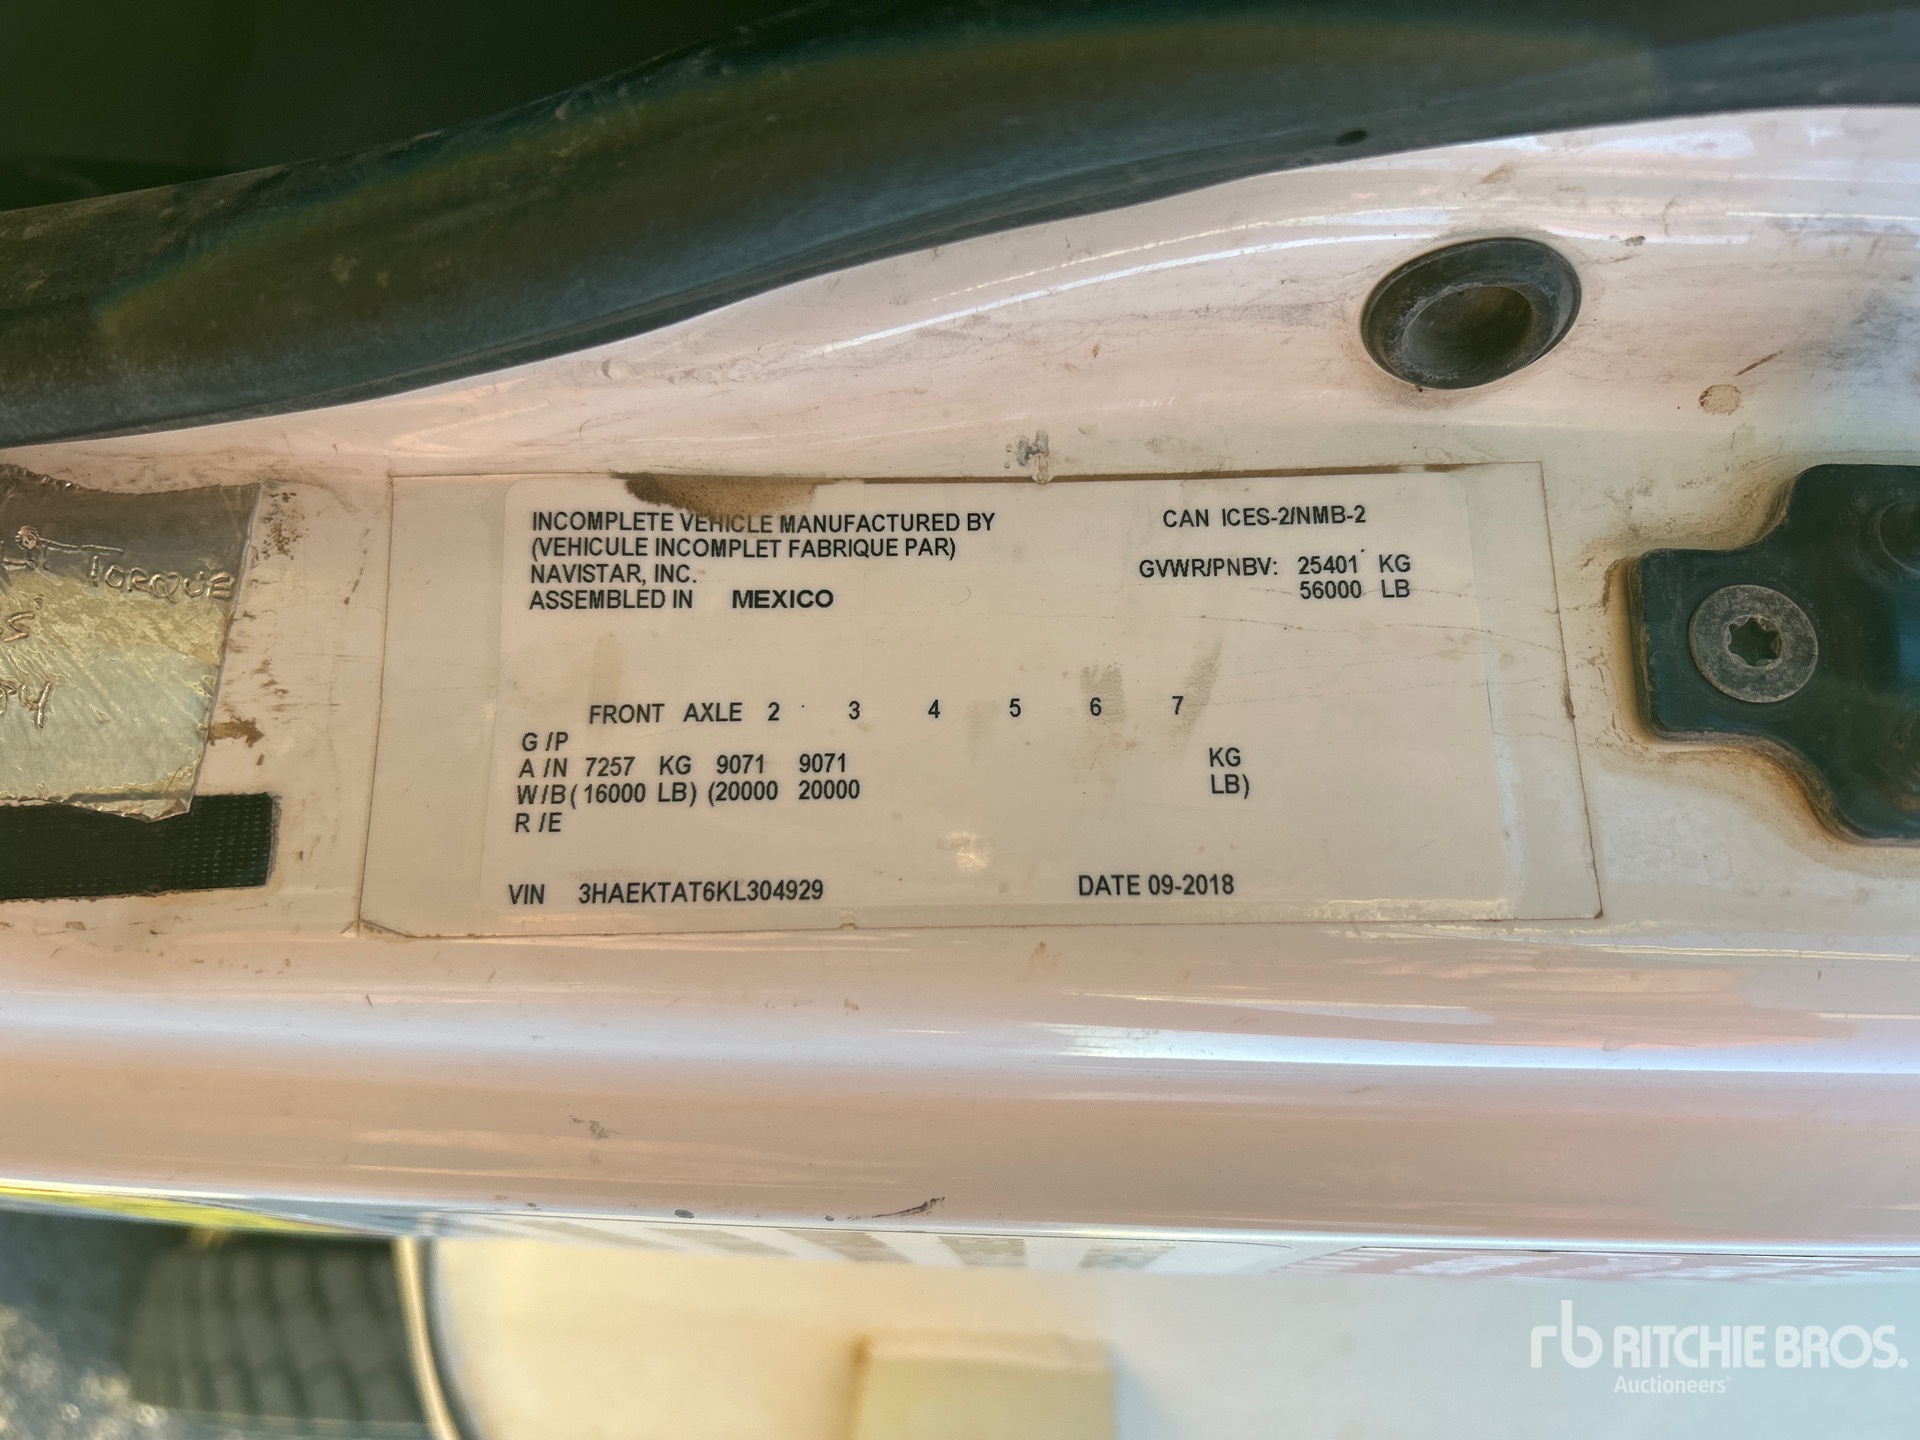 INCOMPLETE VEHICLE MANUFACTURED BY
(VEHICULE INCOMPLET FABRIQUE PAR)
NAVISTAR, INC.
ASSEMBLED IN MEXICO
CAN ICES-2/NMB-2
GVWR/PNBV: 25401 KG
56000 LB
FRONT AXLE 2 3 4 5 6 7
G /P
A /N 7257 KG 9071 9071 KG
W/B ( 16000 LB) (20000 20000 LB)
R /E
VIN 3HAEKTAT6KL304929 DATE 09-2018
TORQUE
rb RITCHIE BROS.
Auctioneers